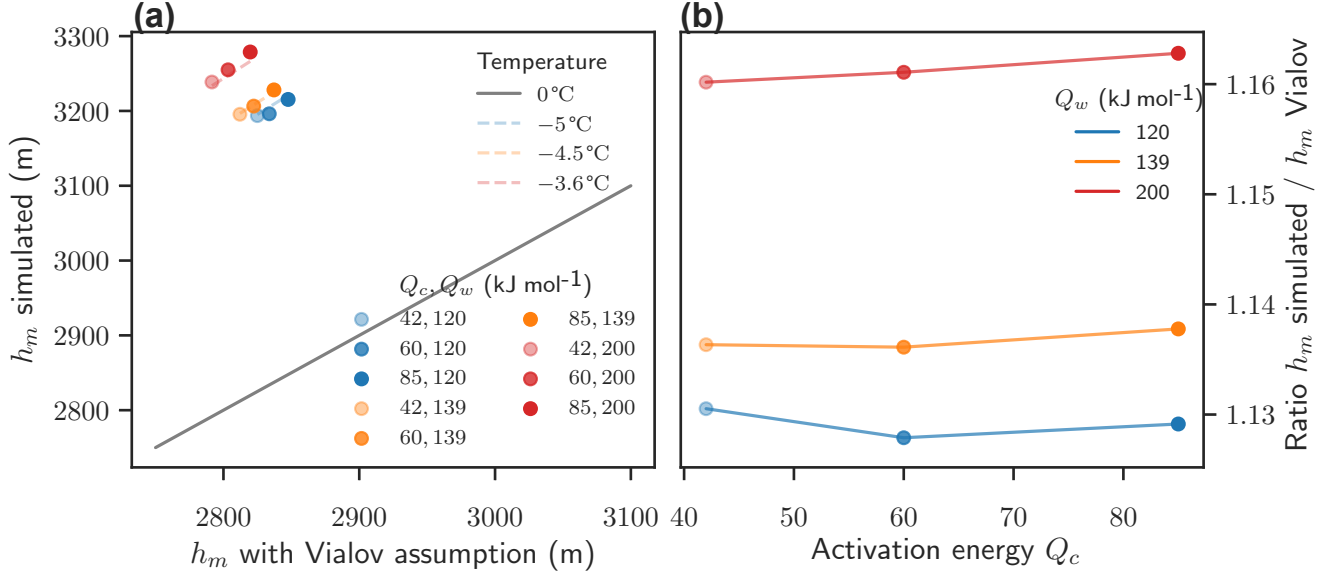 (a)
3300
3200
3100
3000
2900
2800
h_m simulated (m)
Temperature
0 °C
−5 °C
−4.5 °C
−3.6 °C
Q_c, Q_w (kJ mol⁻¹)
42, 120
60, 120
85, 120
42, 139
60, 139
85, 139
42, 200
60, 200
85, 200
2800 2900 3000 3100
h_m with Vialov assumption (m)
(b)
Q_w (kJ mol⁻¹)
120
139
200
1.16
1.15
1.14
1.13
Ratio h_m simulated / h_m Vialov
40 50 60 70 80
Activation energy Q_c